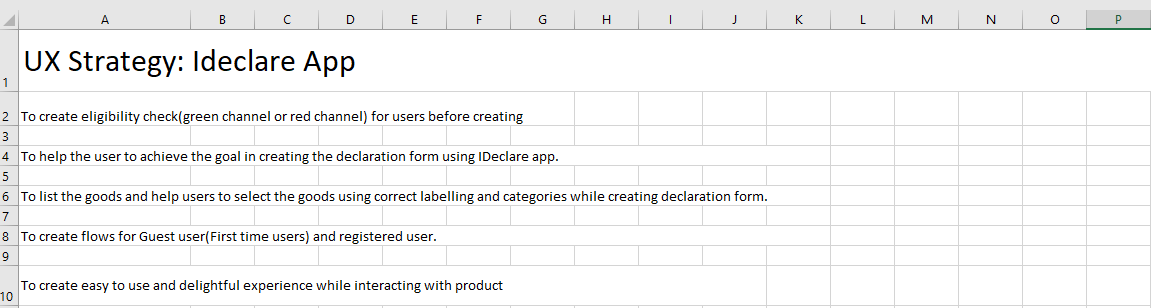 A B C D E F G H I J K L M N O P
1 UX Strategy: Ideclare App
2 To create eligibility check(green channel or red channel) for users before creating
3
4 To help the user to achieve the goal in creating the declaration form using IDeclare app.
5
6 To list the goods and help users to select the goods using correct labelling and categories while creating declaration form.
7
8 To create flows for Guest user(First time users) and registered user.
9
10 To create easy to use and delightful experience while interacting with product